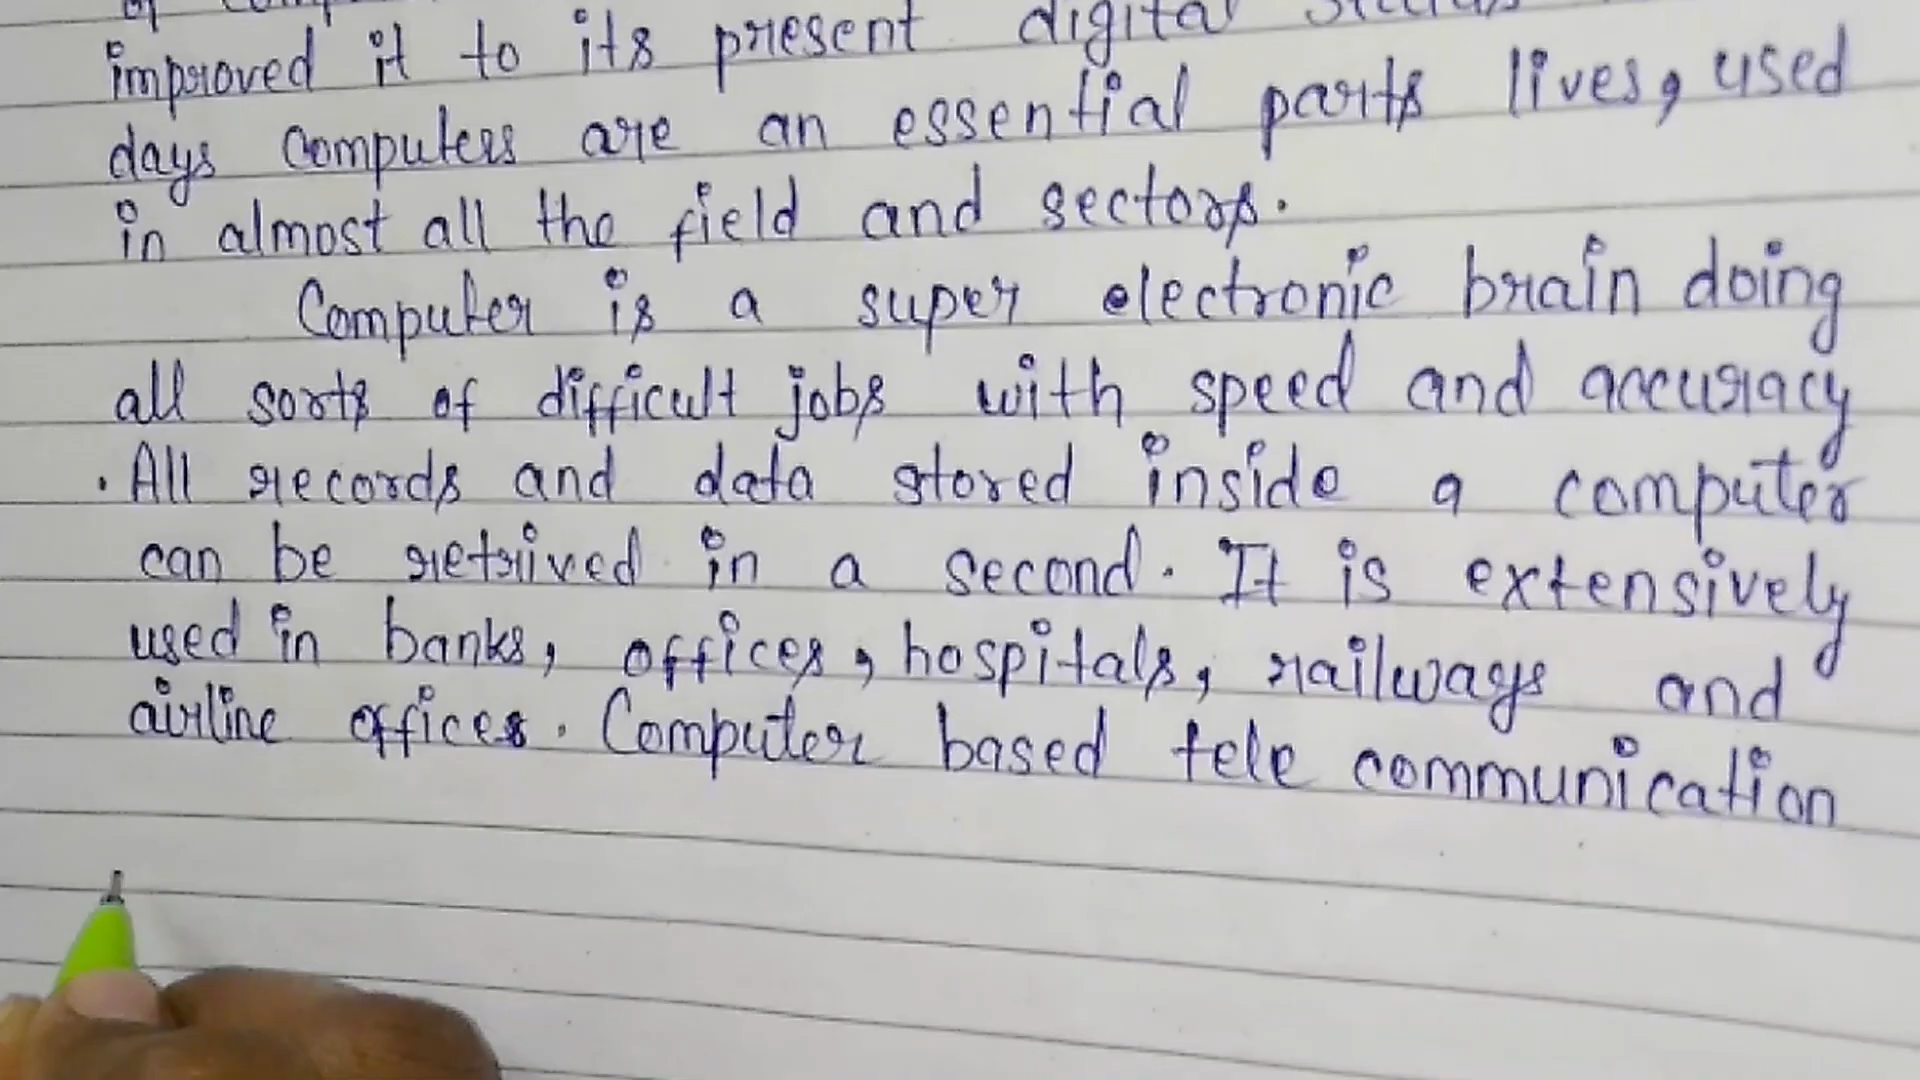 of
improved it to its present digital status
days computers are an essential parts lives, used
in almost all the field and sectors.
Computer is a super electronic brain doing
all sorts of difficult jobs with speed and accuracy
. All records and data stored inside a computer
can be retrived in a second. It is extensively
used in banks, offices, hospitals, railways and
airline offices. Computer based tele communication